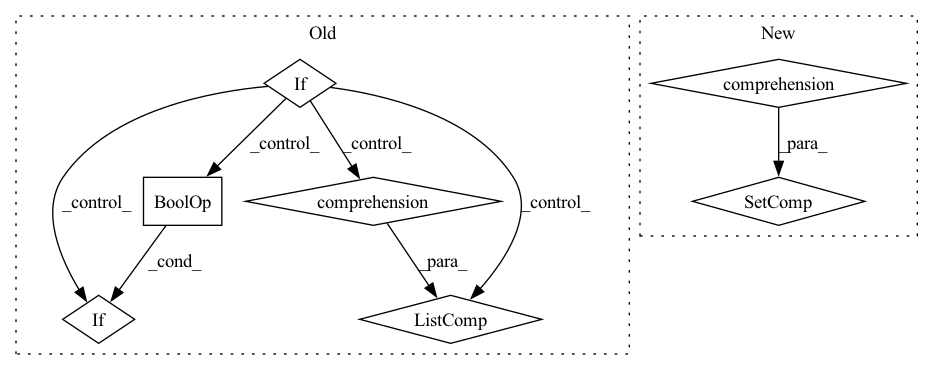 Old
New
If
comprehension
_control_
_control_
_para_
_control_
BoolOp
comprehension
_control_
SetComp
_cond_
_para_
If
ListComp